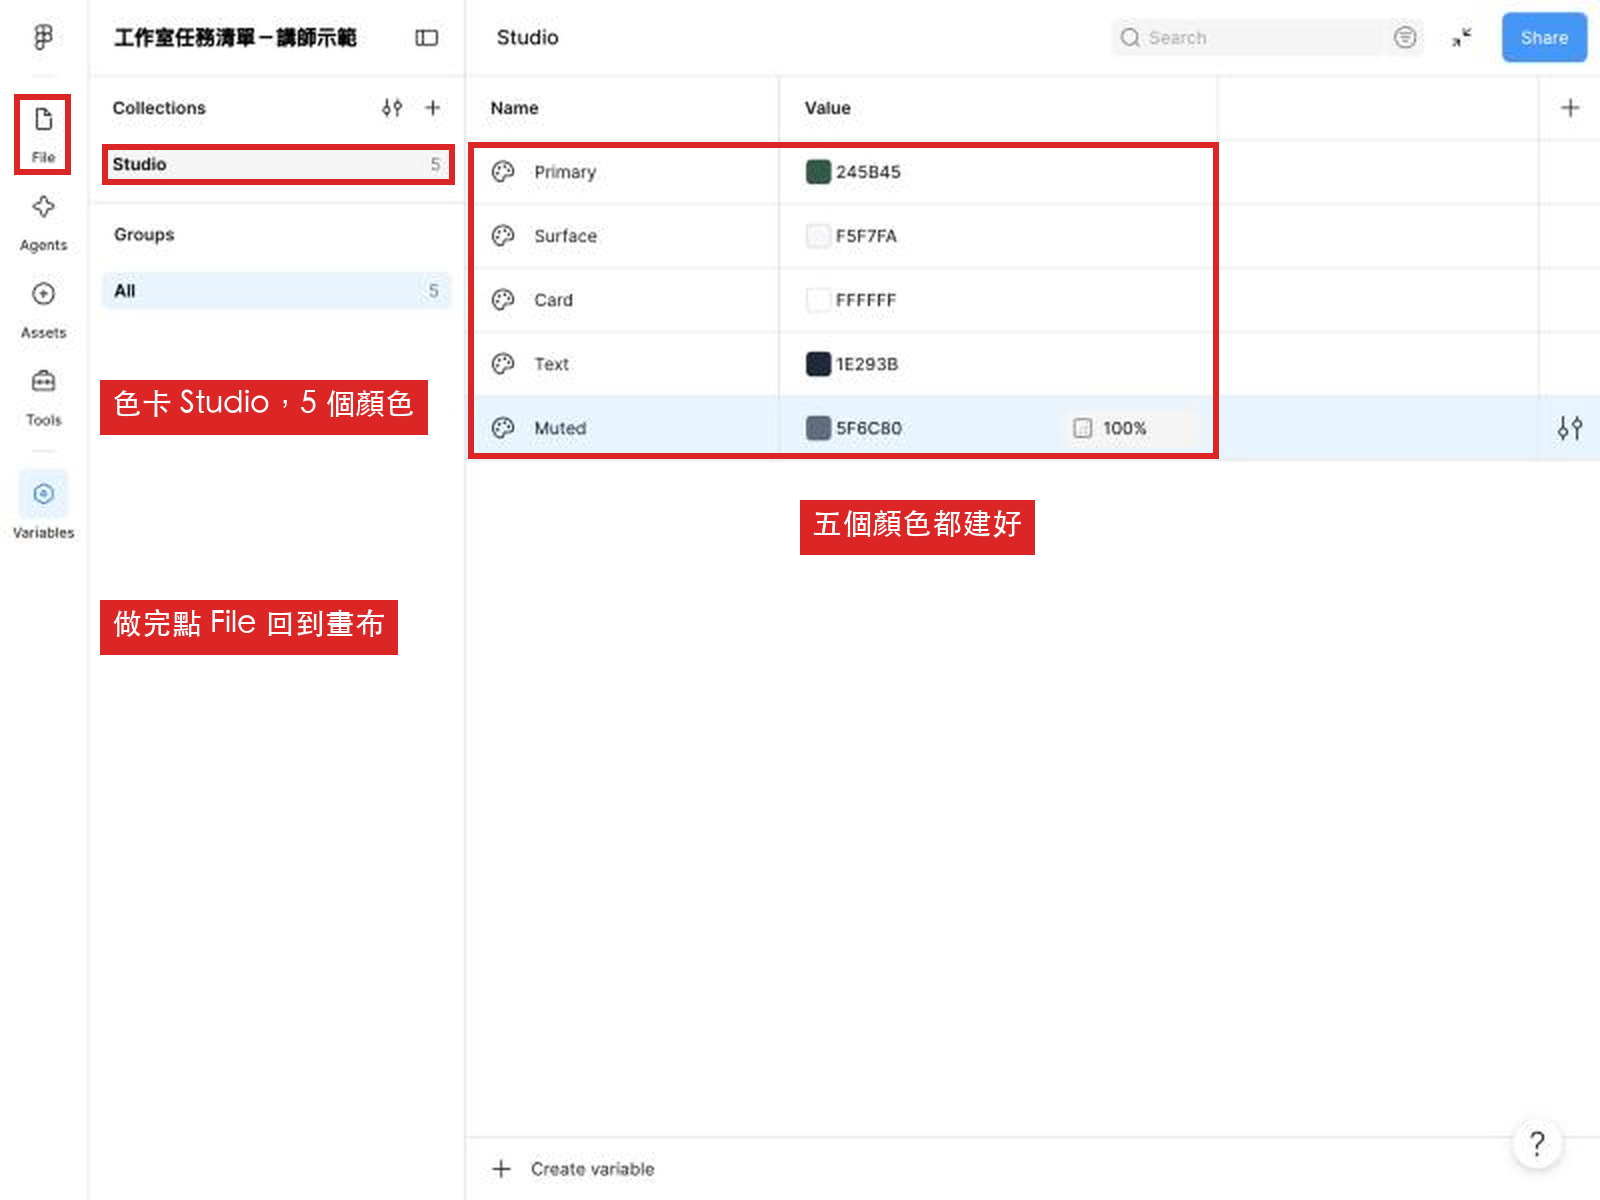 工作室任務清單－講師示範
Studio
Search
Share
File
Agents
Assets
Tools
Variables
Collections
Studio 5
Groups
All 5
Name Value
Primary 245B45
Surface F5F7FA
Card FFFFFF
Text 1E293B
Muted 5F6C80 100%
色卡 Studio，5 個顏色
五個顏色都建好
做完點 File 回到畫布
Create variable
?